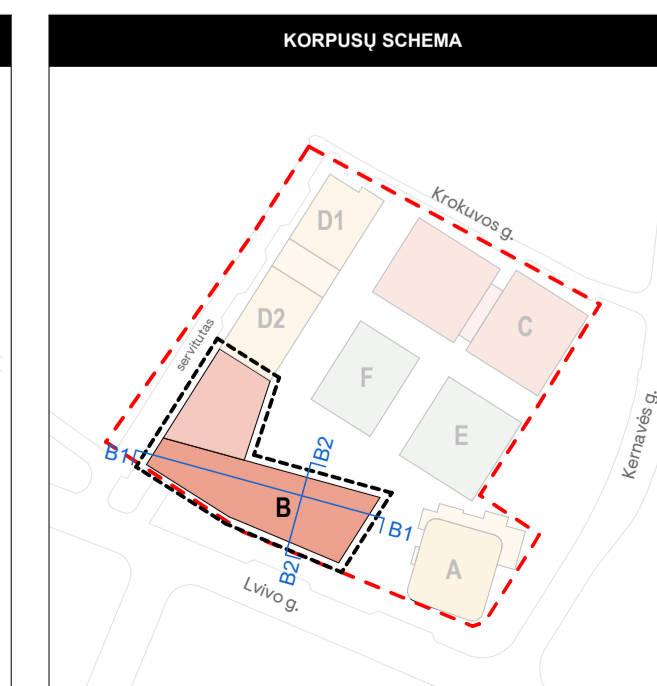 KORPUSŲ SCHEMA
Krokuvos g.
D1
C
D2
servitutas
F
Kernavės g.
E
B1
B2
B
B1
A
B2
Lvivo g.